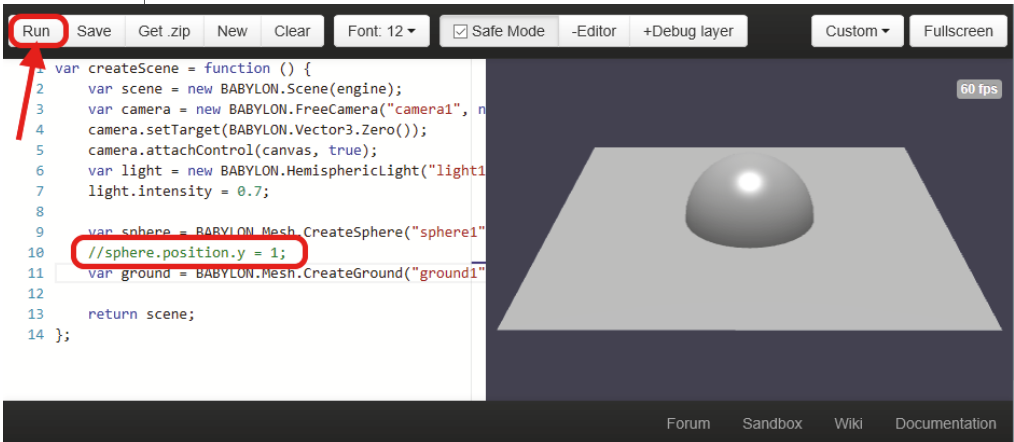 Run Save Get .zip New Clear Font: 12 Safe Mode -Editor +Debug layer Custom Fullscreen
1 var createScene = function () {
60 fps
2 var scene = new BABYLON.Scene(engine);
3 var camera = new BABYLON.FreeCamera("camera1", n
4 camera.setTarget(BABYLON.Vector3.Zero());
5 camera.attachControl(canvas, true);
6 var light = new BABYLON.HemisphericLight("light1
7 light.intensity = 0.7;
8
9 var sphere = BABYLON.Mesh.CreateSphere("sphere1"
10 //sphere.position.y = 1;
11 var ground = BABYLON.Mesh.CreateGround("ground1"
12
13 return scene;
14 };
Forum Sandbox Wiki Documentation